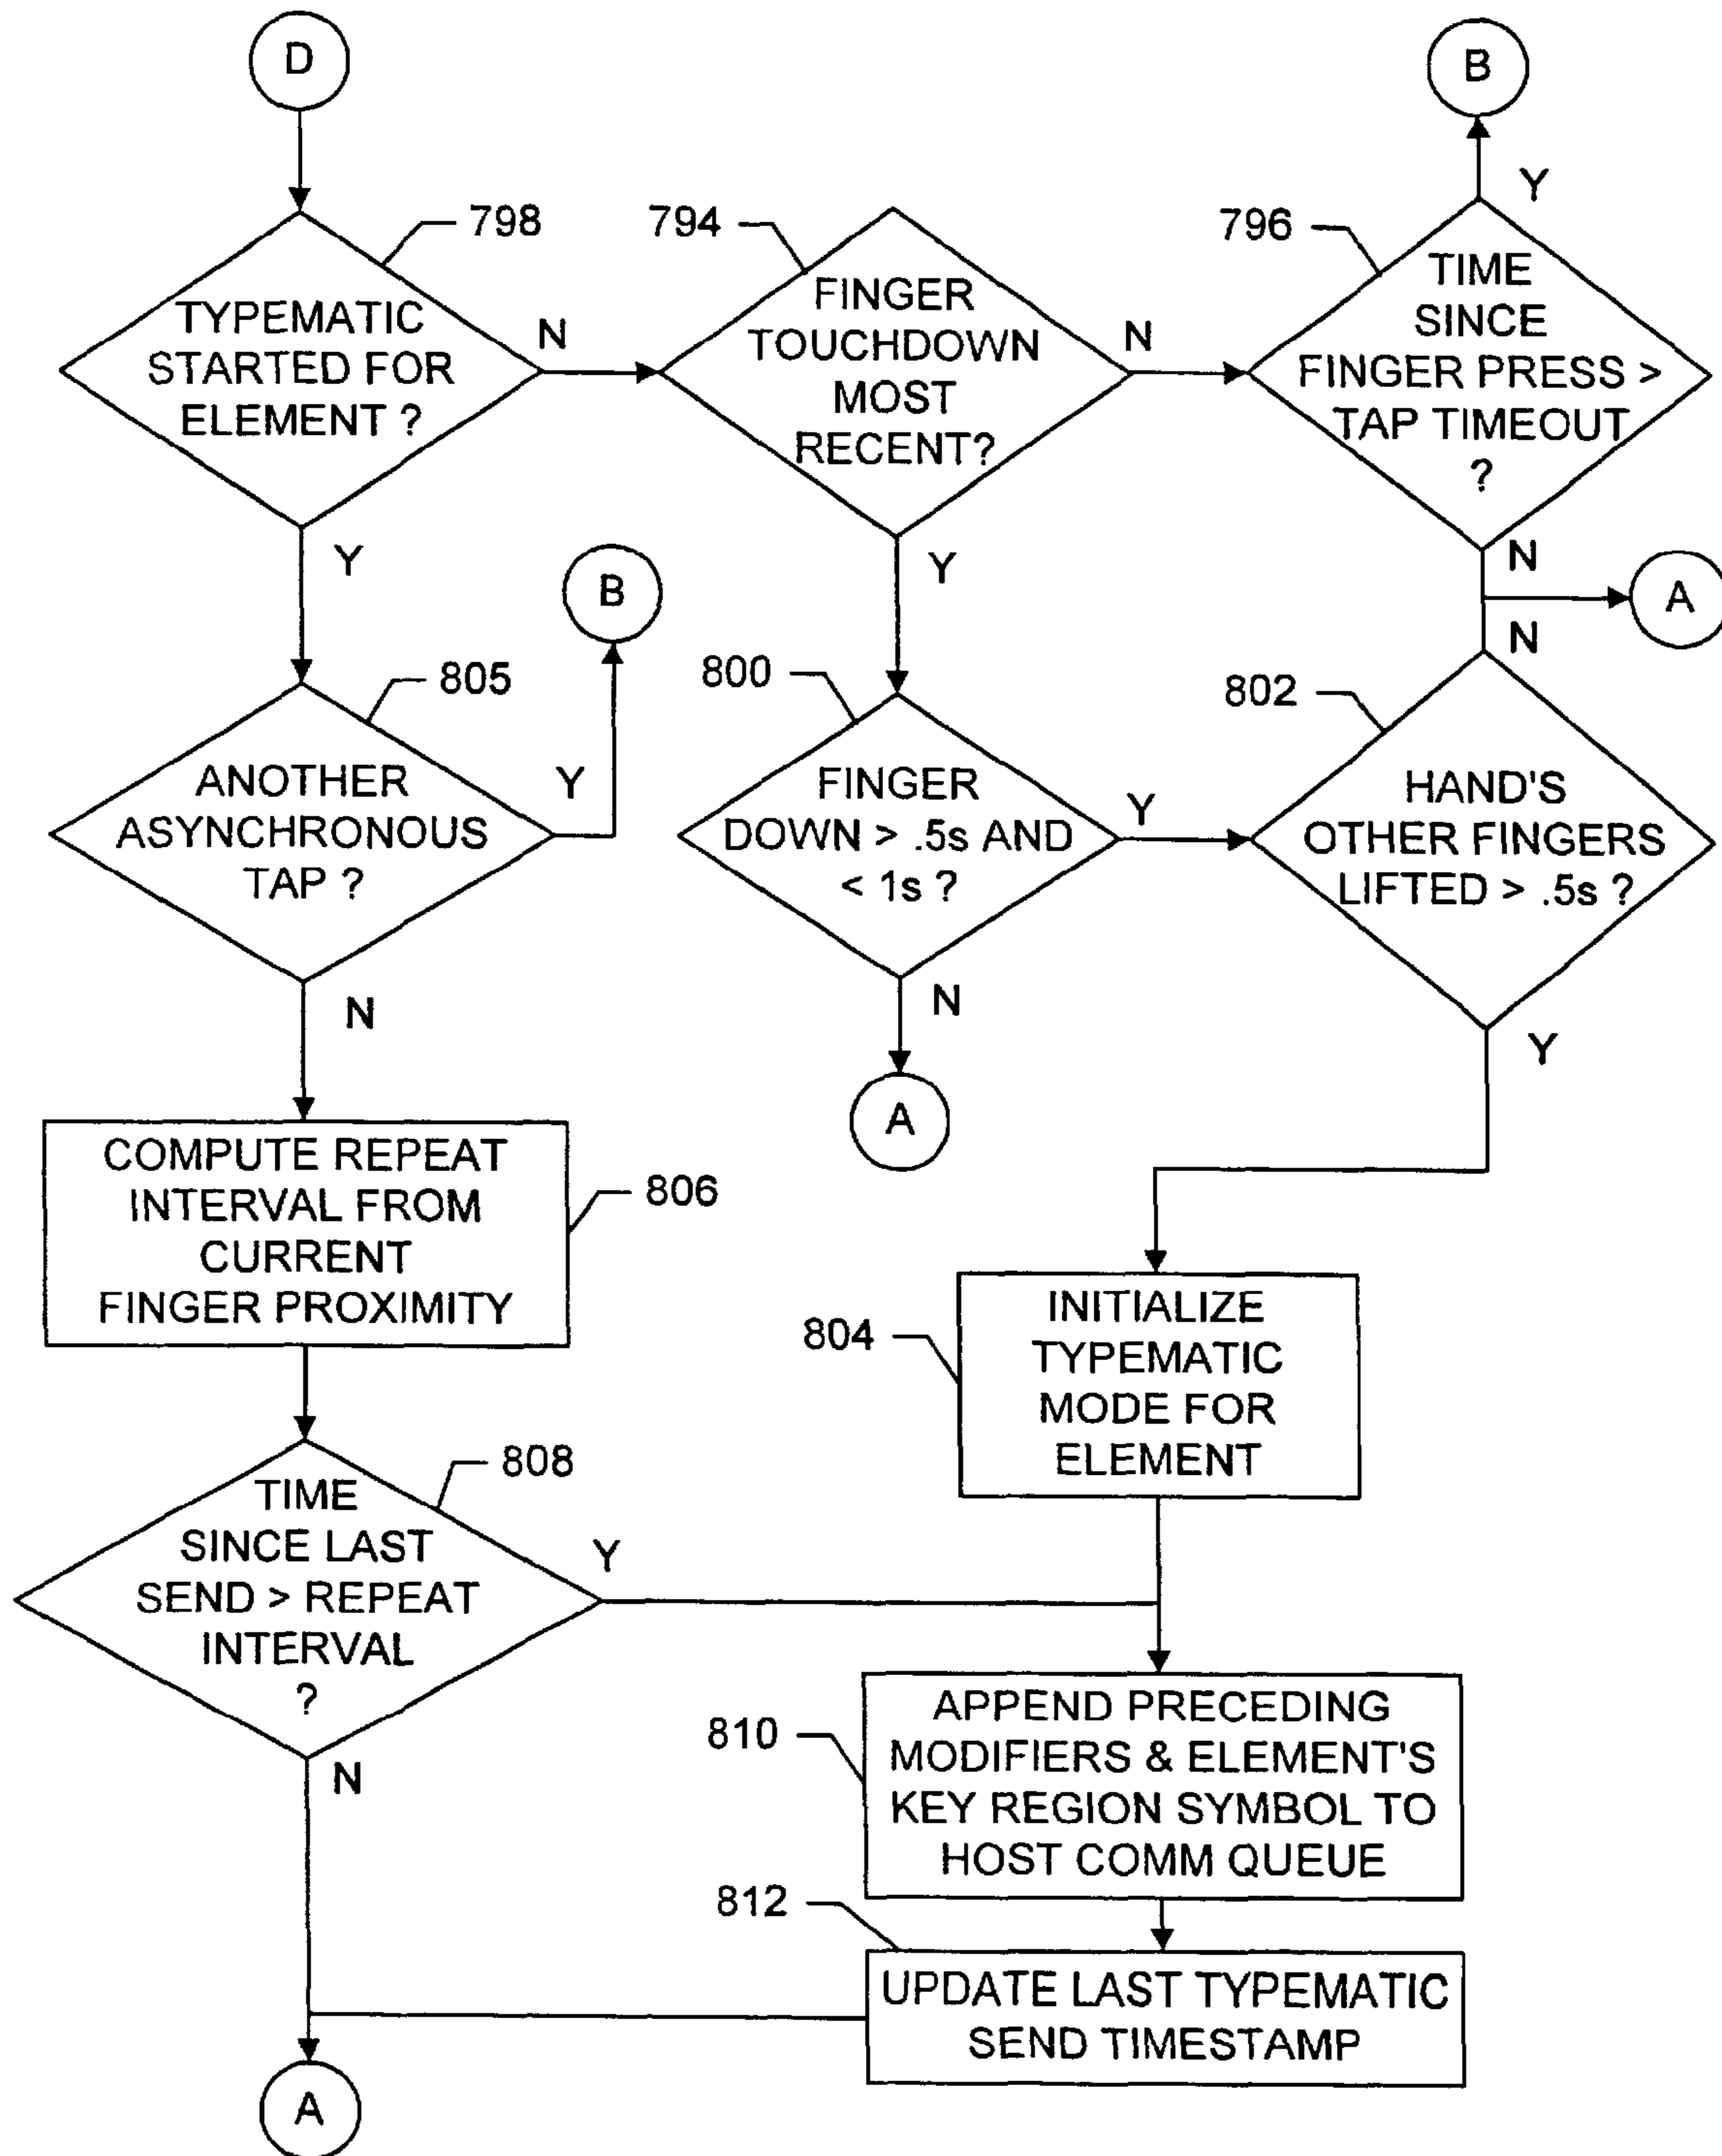 D
B
798
794
796
TYPEMATIC
STARTED FOR
ELEMENT ?
N
Y
FINGER
TOUCHDOWN
MOST
RECENT?
N
Y
Y
TIME
SINCE
FINGER PRESS >
TAP TIMEOUT
?
N
A
N
B
805
ANOTHER
ASYNCHRONOUS
TAP ?
Y
N
800
FINGER
DOWN > .5s AND
< 1s ?
Y
N
A
802
HAND'S
OTHER FINGERS
LIFTED > .5s ?
Y
COMPUTE REPEAT
INTERVAL FROM
CURRENT
FINGER PROXIMITY
806
804
INITIALIZE
TYPEMATIC
MODE FOR
ELEMENT
808
TIME
SINCE LAST
SEND > REPEAT
INTERVAL
?
Y
N
810
APPEND PRECEDING
MODIFIERS & ELEMENT'S
KEY REGION SYMBOL TO
HOST COMM QUEUE
812
UPDATE LAST TYPEMATIC
SEND TIMESTAMP
A